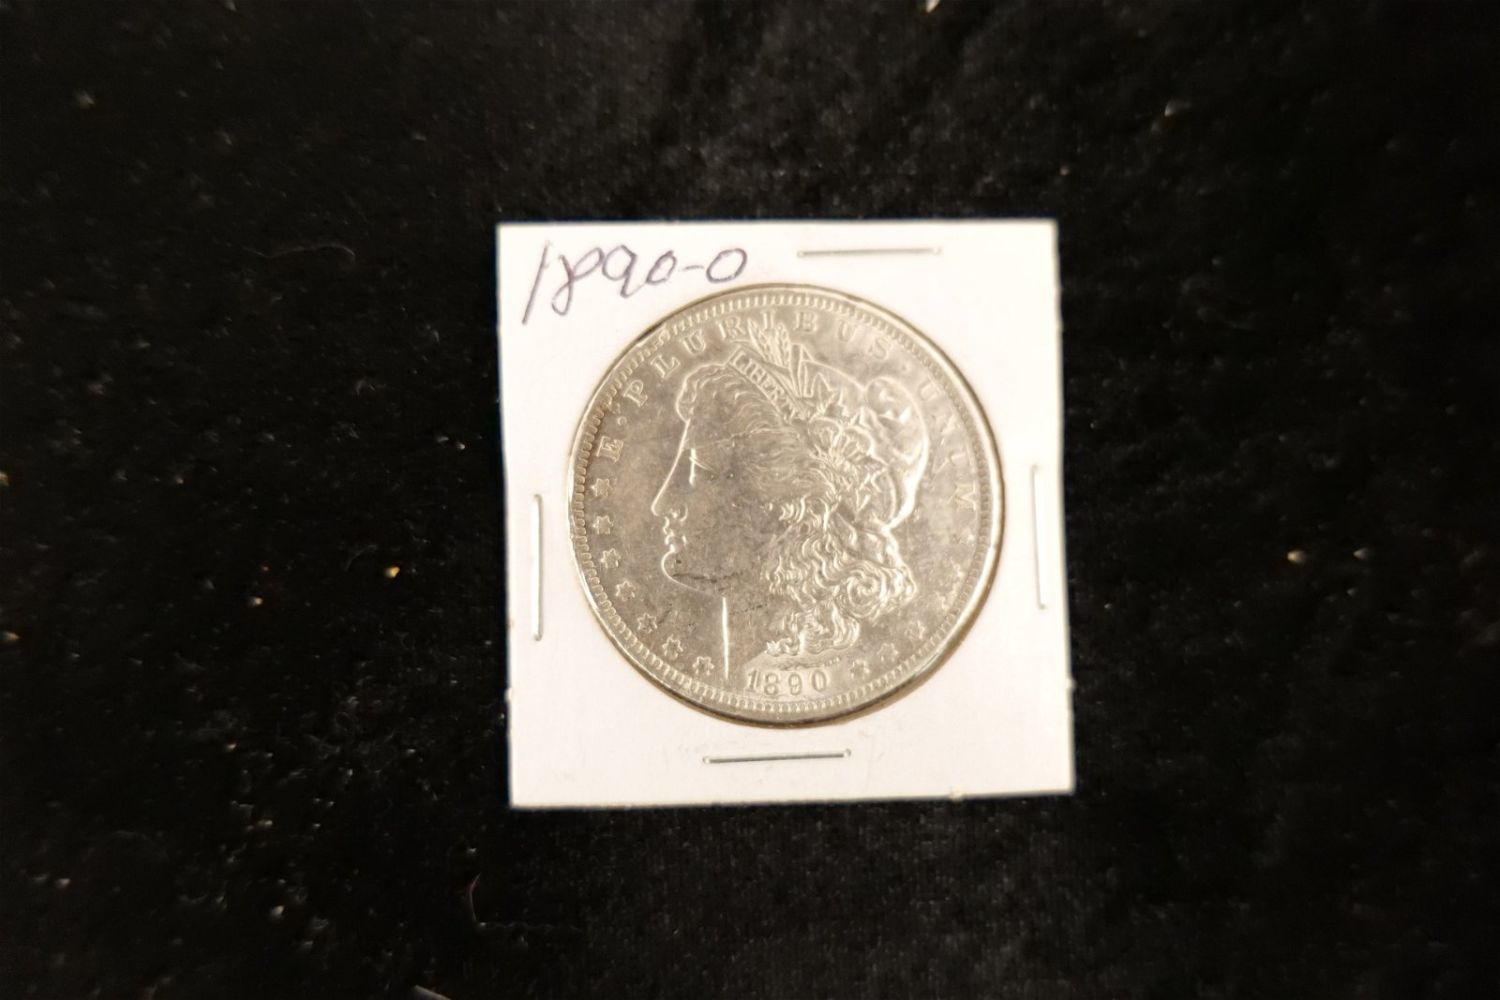 1890-O
E · PLURIBUS · UNUM
LIBERTY
1890